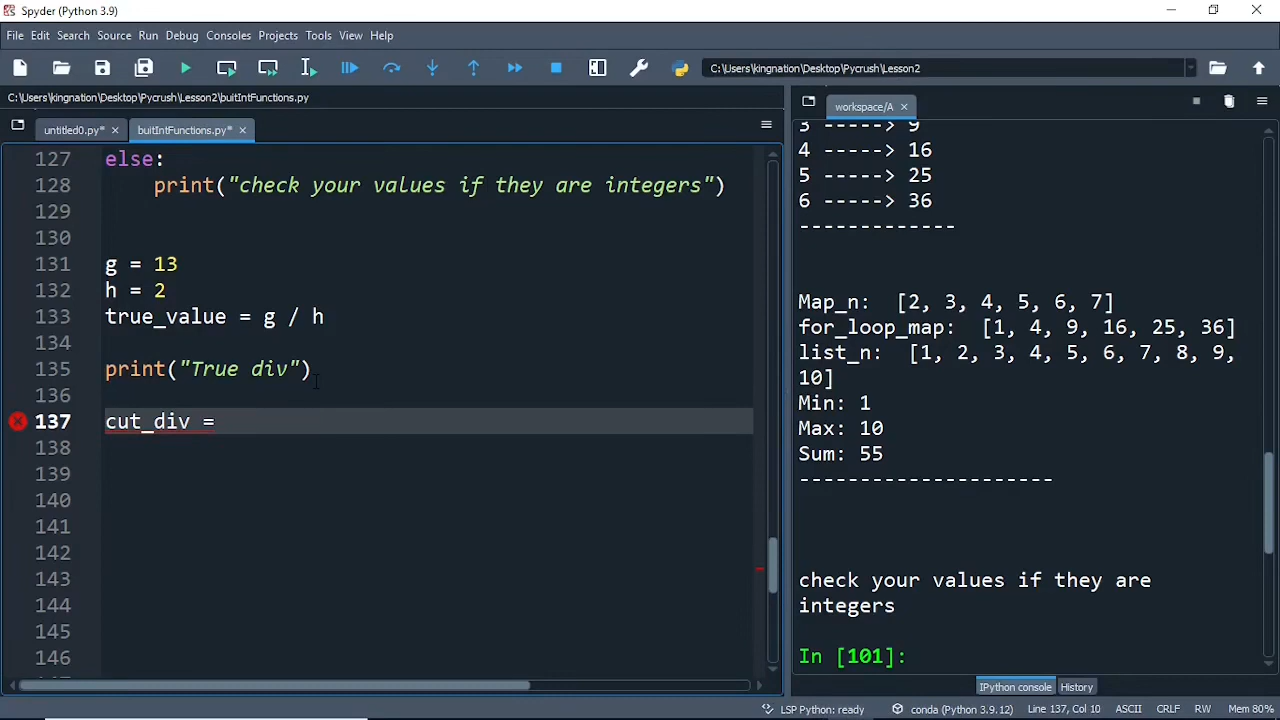 Spyder (Python 3.9)
File Edit Search Source Run Debug Consoles Projects Tools View Help
C:\Users\kingnation\Desktop\Pycrush\Lesson2
C:\Users\kingnation\Desktop\Pycrush\Lesson2\buitIntFunctions.py
untitled0.py*
buitIntFunctions.py*
127 else:
128 print("check your values if they are integers")
129
130
131 g = 13
132 h = 2
133 true_value = g / h
134
135 print("True div")
136
137 cut_div =
138
139
140
141
142
143
144
145
146
workspace/A
3 -----> 9
4 -----> 16
5 -----> 25
6 -----> 36
-------------
Map_n: [2, 3, 4, 5, 6, 7]
for_loop_map: [1, 4, 9, 16, 25, 36]
list_n: [1, 2, 3, 4, 5, 6, 7, 8, 9,
10]
Min: 1
Max: 10
Sum: 55
---------------------
check your values if they are
integers
In [101]:
IPython console History
LSP Python: ready conda (Python 3.9.12) Line 137, Col 10 ASCII CRLF RW Mem 80%